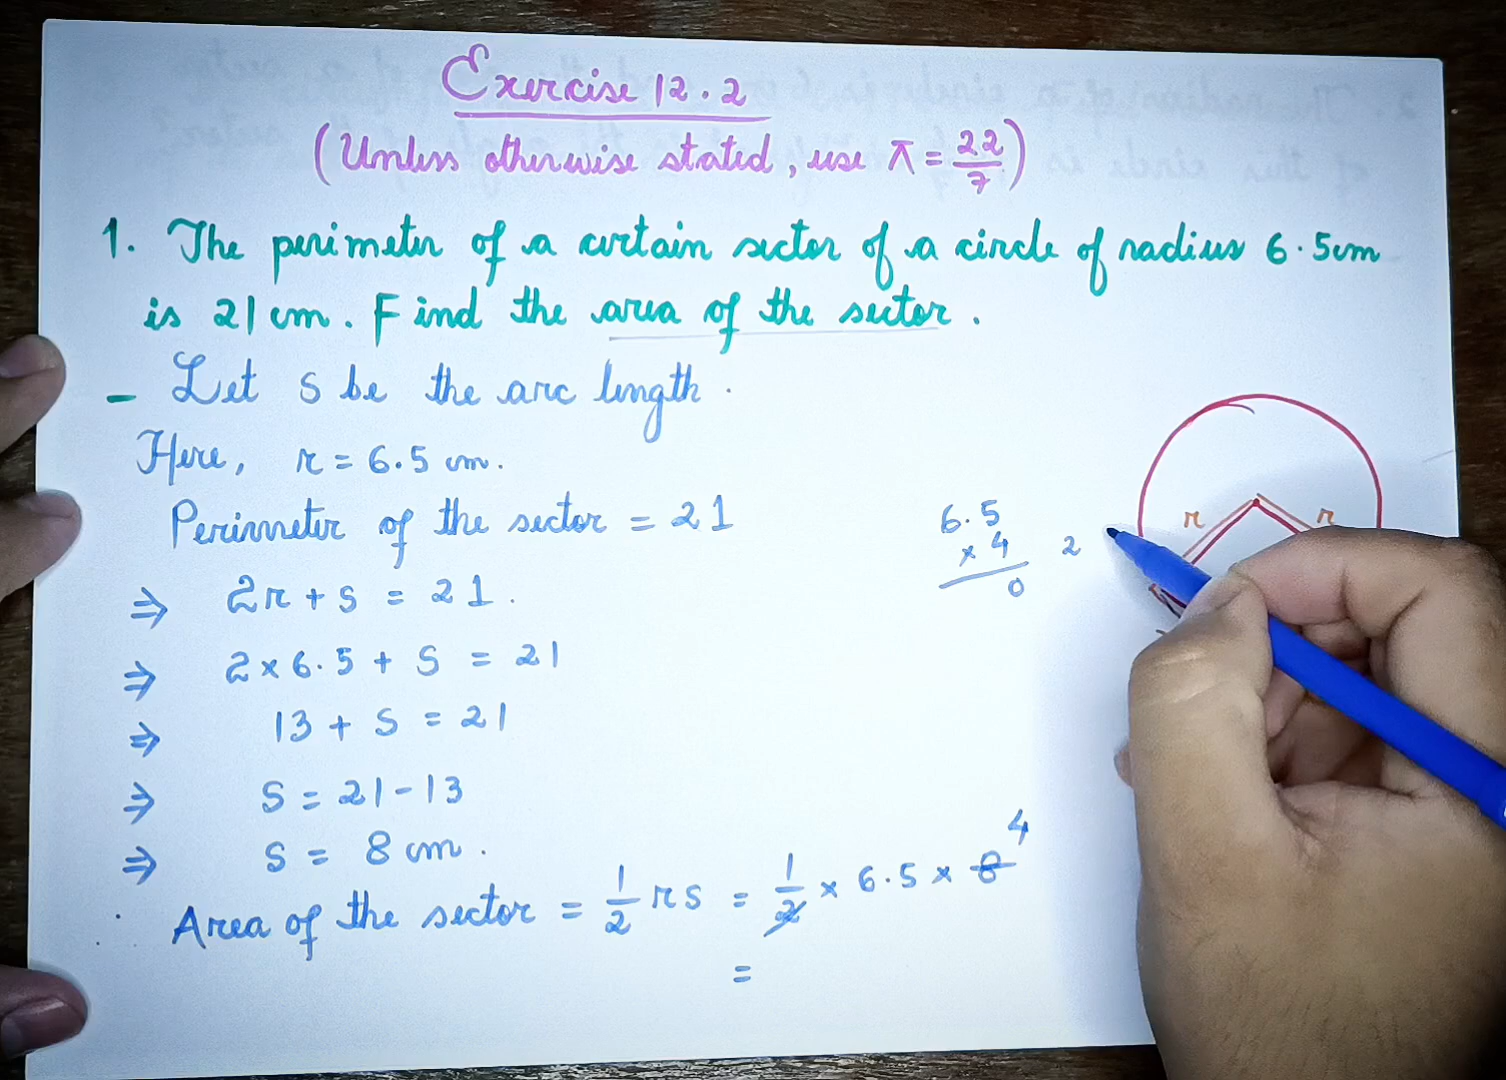 Exercise 12.2
(Unless otherwise stated, use π = 22/7)
1. The perimeter of a certain sector of a circle of radius 6.5cm
is 21cm. Find the area of the sector.
- Let s be the arc length.
Here, r = 6.5 cm.
Perimeter of the sector = 21
⇒ 2r + s = 21.
⇒ 2 × 6.5 + s = 21
⇒ 13 + s = 21
⇒ s = 21 - 13
⇒ s = 8 cm.
Area of the sector = 1/2 rs = 1/2 × 6.5 × 8 4
=
6.5
× 4 2
0
r r